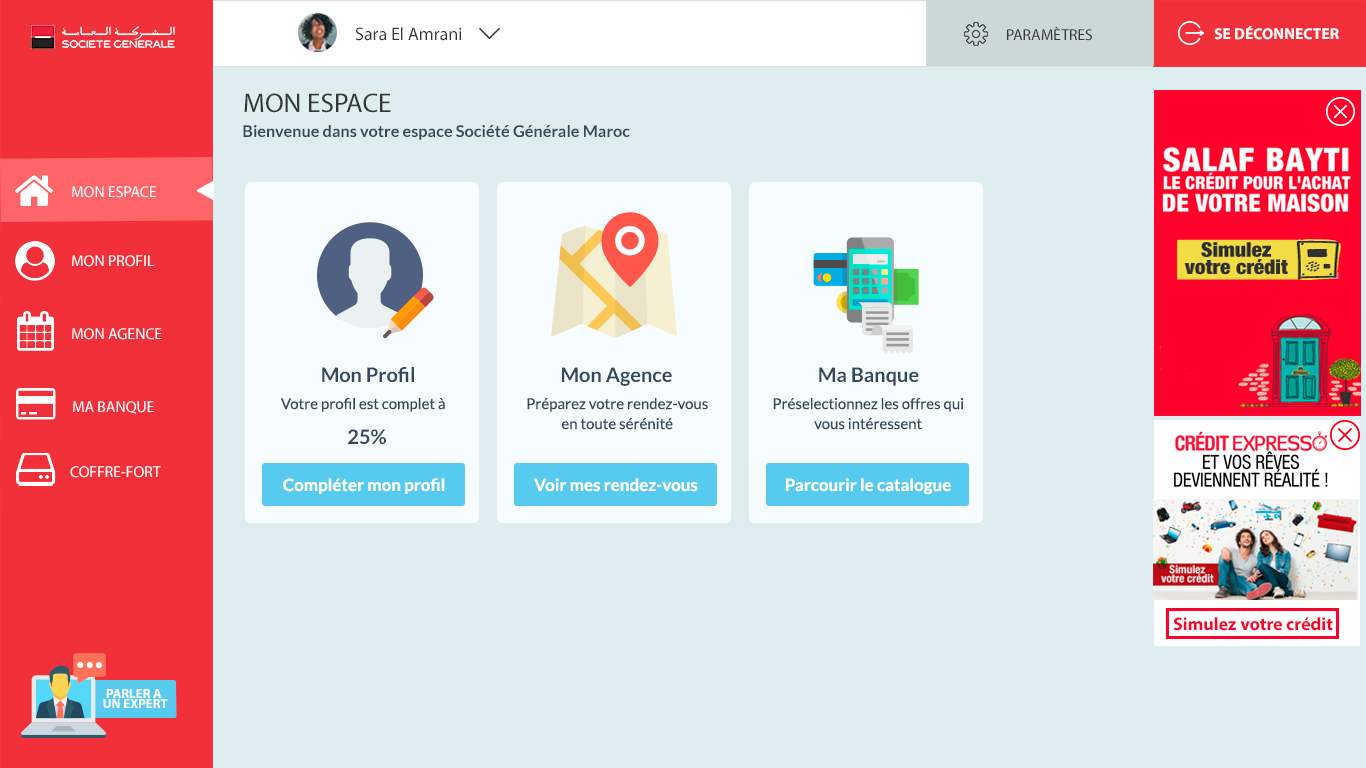 الشركة العامة
SOCIETE GENERALE
Sara El Amrani
PARAMÈTRES
SE DÉCONNECTER
MON ESPACE
MON PROFIL
MON AGENCE
MA BANQUE
COFFRE-FORT
PARLER A
UN EXPERT
MON ESPACE
Bienvenue dans votre espace Société Générale Maroc
Mon Profil
Votre profil est complet à
25%
Compléter mon profil
Mon Agence
Préparez votre rendez-vous
en toute sérénité
Voir mes rendez-vous
Ma Banque
Préselectionnez les offres qui
vous intéressent
Parcourir le catalogue
SALAF BAYTI
LE CRÉDIT POUR L'ACHAT
DE VOTRE MAISON
Simulez
votre crédit
CRÉDIT EXPRESSO
ET VOS RÊVES
DEVIENNENT RÉALITÉ !
Simulez
votre crédit
Simulez votre crédit